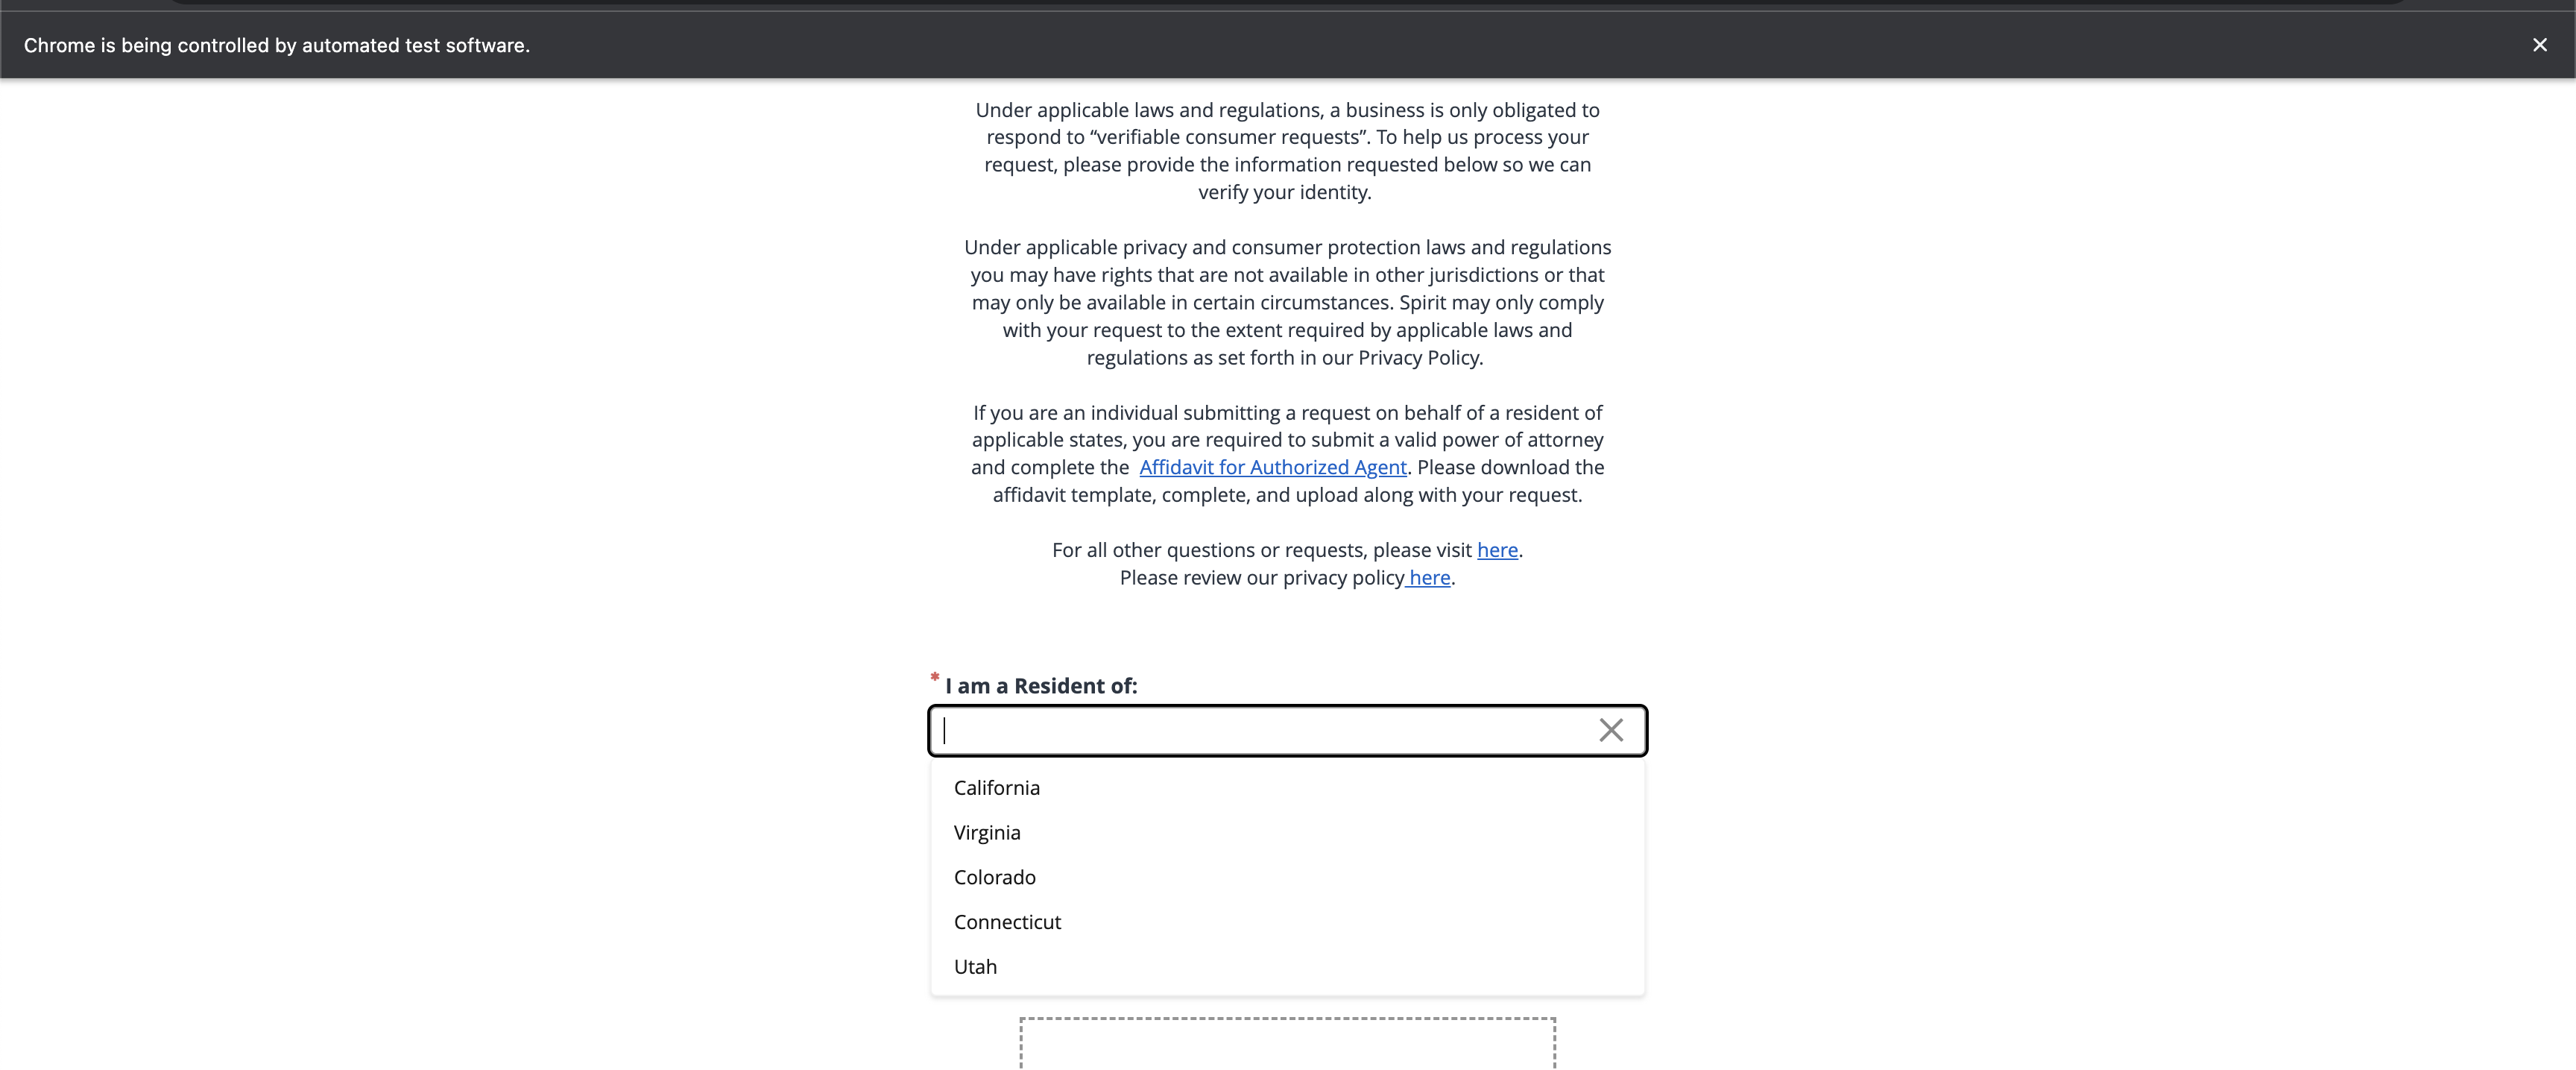 Chrome is being controlled by automated test software.
Under applicable laws and regulations, a business is only obligated to
respond to “verifiable consumer requests”. To help us process your
request, please provide the information requested below so we can
verify your identity.
Under applicable privacy and consumer protection laws and regulations
you may have rights that are not available in other jurisdictions or that
may only be available in certain circumstances. Spirit may only comply
with your request to the extent required by applicable laws and
regulations as set forth in our Privacy Policy.
If you are an individual submitting a request on behalf of a resident of
applicable states, you are required to submit a valid power of attorney
and complete the Affidavit for Authorized Agent. Please download the
affidavit template, complete, and upload along with your request.
For all other questions or requests, please visit here.
Please review our privacy policy here.
* I am a Resident of:
California
Virginia
Colorado
Connecticut
Utah